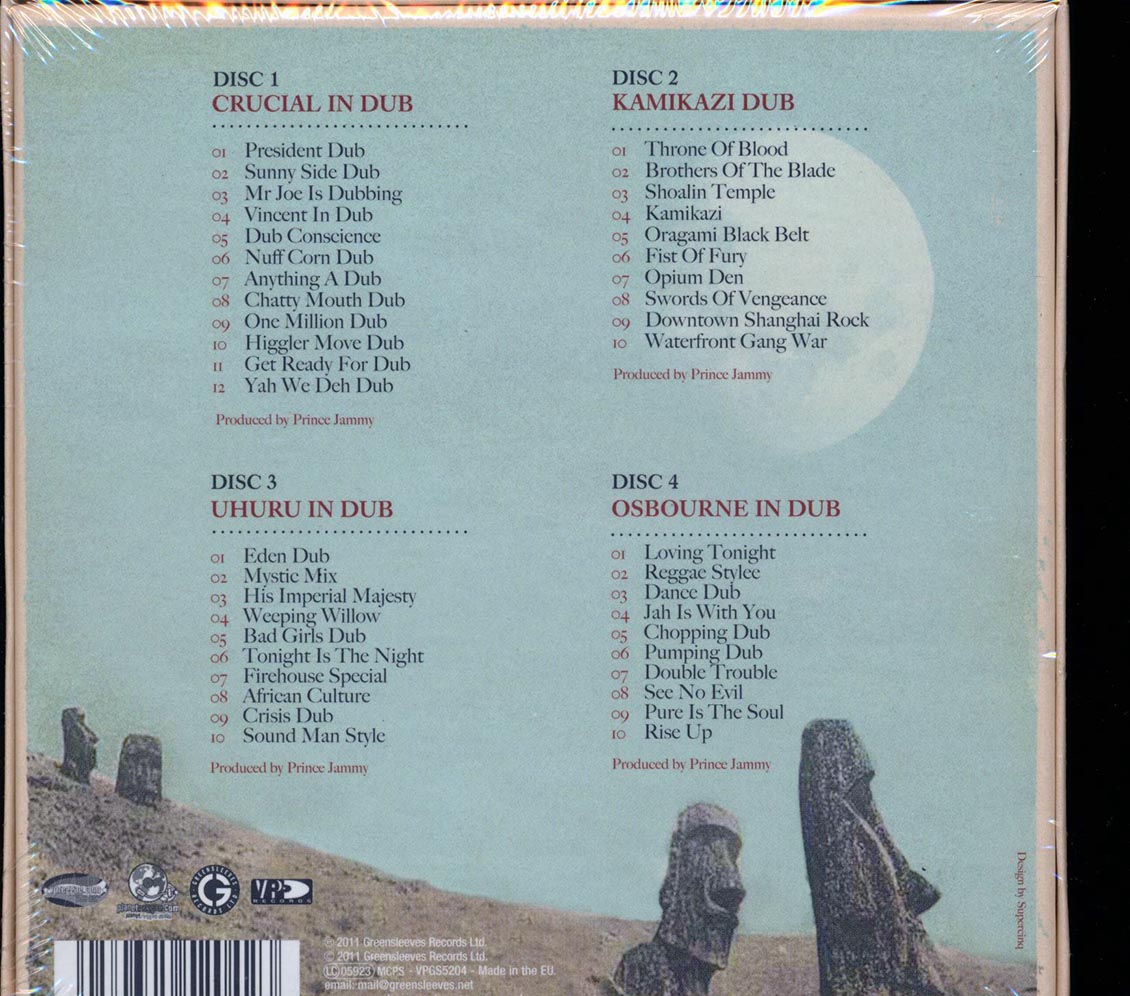 DISC 1
CRUCIAL IN DUB
01 President Dub
02 Sunny Side Dub
03 Mr Joe Is Dubbing
04 Vincent In Dub
05 Dub Conscience
06 Nuff Corn Dub
07 Anything A Dub
08 Chatty Mouth Dub
09 One Million Dub
10 Higgler Move Dub
11 Get Ready For Dub
12 Yah We Deh Dub
Produced by Prince Jammy
DISC 2
KAMIKAZI DUB
01 Throne Of Blood
02 Brothers Of The Blade
03 Shoalin Temple
04 Kamikazi
05 Oragami Black Belt
06 Fist Of Fury
07 Opium Den
08 Swords Of Vengeance
09 Downtown Shanghai Rock
10 Waterfront Gang War
Produced by Prince Jammy
DISC 3
UHURU IN DUB
01 Eden Dub
02 Mystic Mix
03 His Imperial Majesty
04 Weeping Willow
05 Bad Girls Dub
06 Tonight Is The Night
07 Firehouse Special
08 African Culture
09 Crisis Dub
10 Sound Man Style
Produced by Prince Jammy
DISC 4
OSBOURNE IN DUB
01 Loving Tonight
02 Reggae Stylee
03 Dance Dub
04 Jah Is With You
05 Chopping Dub
06 Pumping Dub
07 Double Trouble
08 See No Evil
09 Pure Is The Soul
10 Rise Up
Produced by Prince Jammy
Design by
GREENSLEEVES
RECORDS LTD
G
VP
RECORDS
© 2011 Greensleeves Records Ltd.
℗ 2011 Greensleeves Records Ltd.
LC 05923 MCPS - VPGS5204 - Made in the EU.
email: mail@greensleeves.net